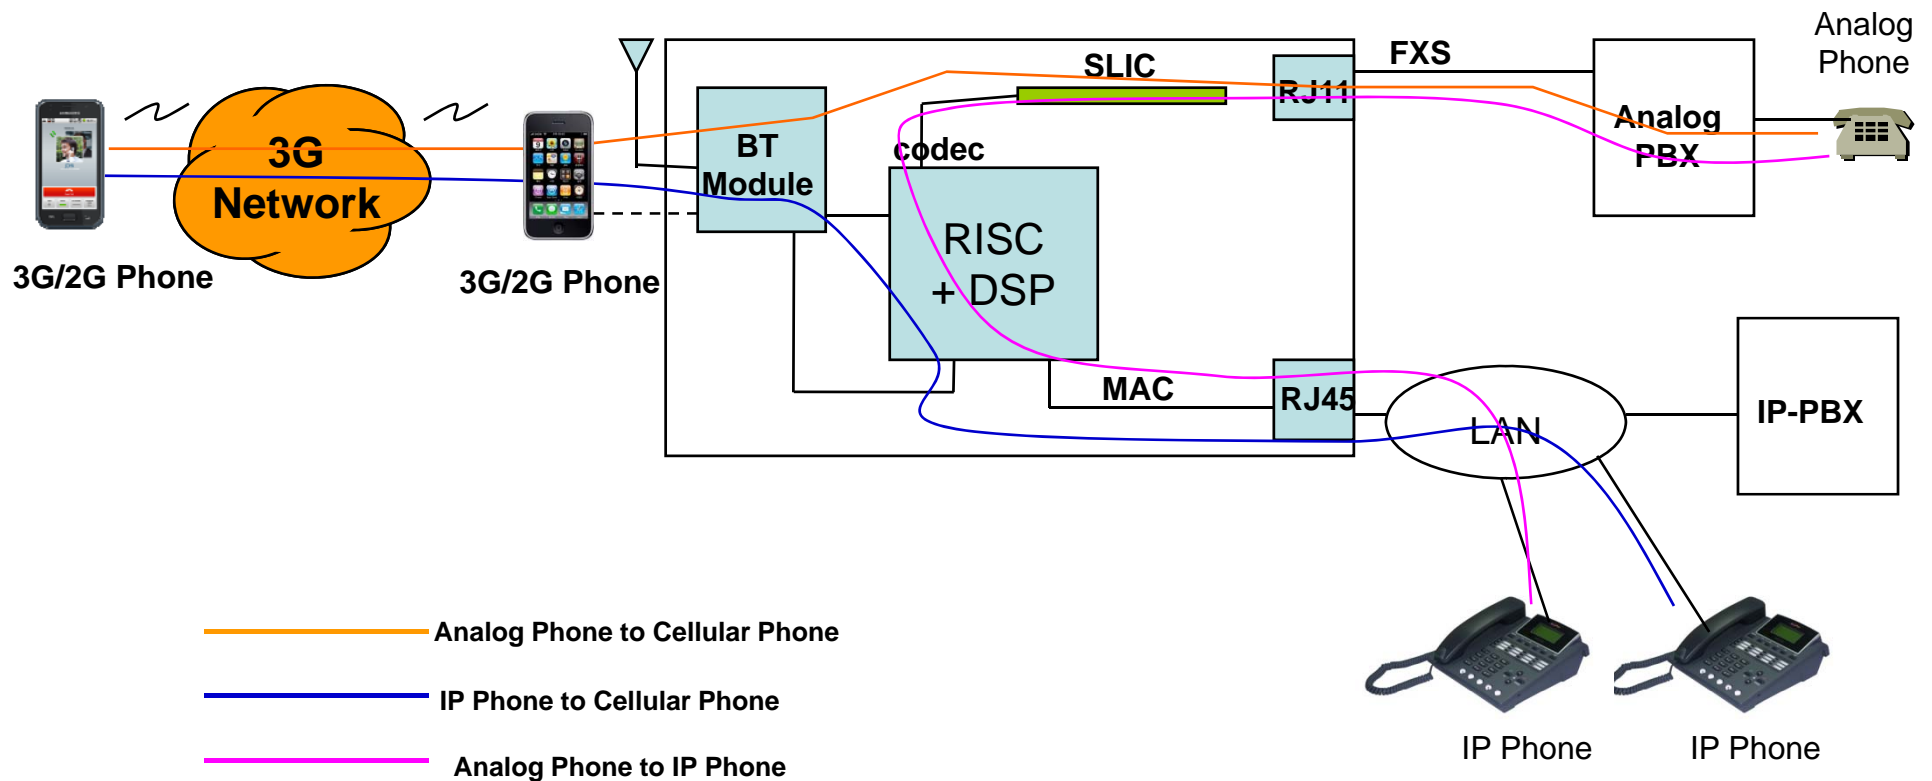 Analog
Phone
FXS
SLIC
RJ11
Analog
PBX
3G
Network
BT
Module
codec
RISC
+ DSP
3G/2G Phone
3G/2G Phone
MAC
RJ45
LAN
IP-PBX
Analog Phone to Cellular Phone
IP Phone to Cellular Phone
Analog Phone to IP Phone
IP Phone
IP Phone